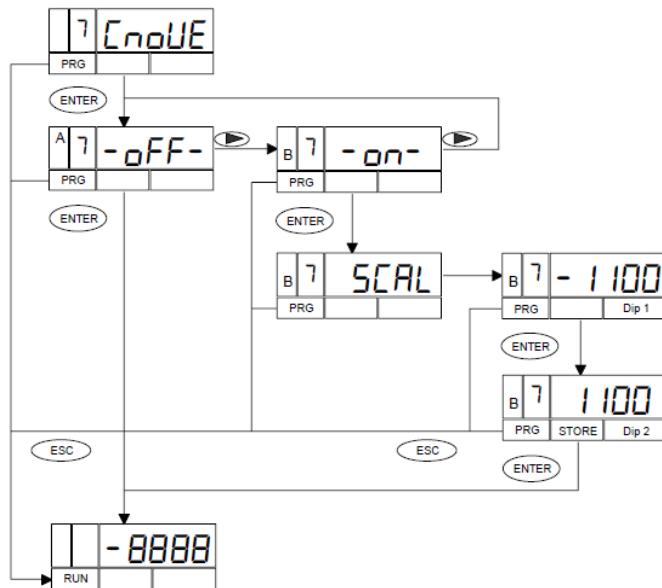 7 CnoVE
PRG
ENTER
A 7 -oFF-
B 7 -on-
PRG
PRG
ENTER
ENTER
B 7 SCAL
B 7 -1100
PRG
PRG Dip 1
ENTER
B 7 1100
PRG STORE Dip 2
ESC
ESC
ENTER
-8888
RUN